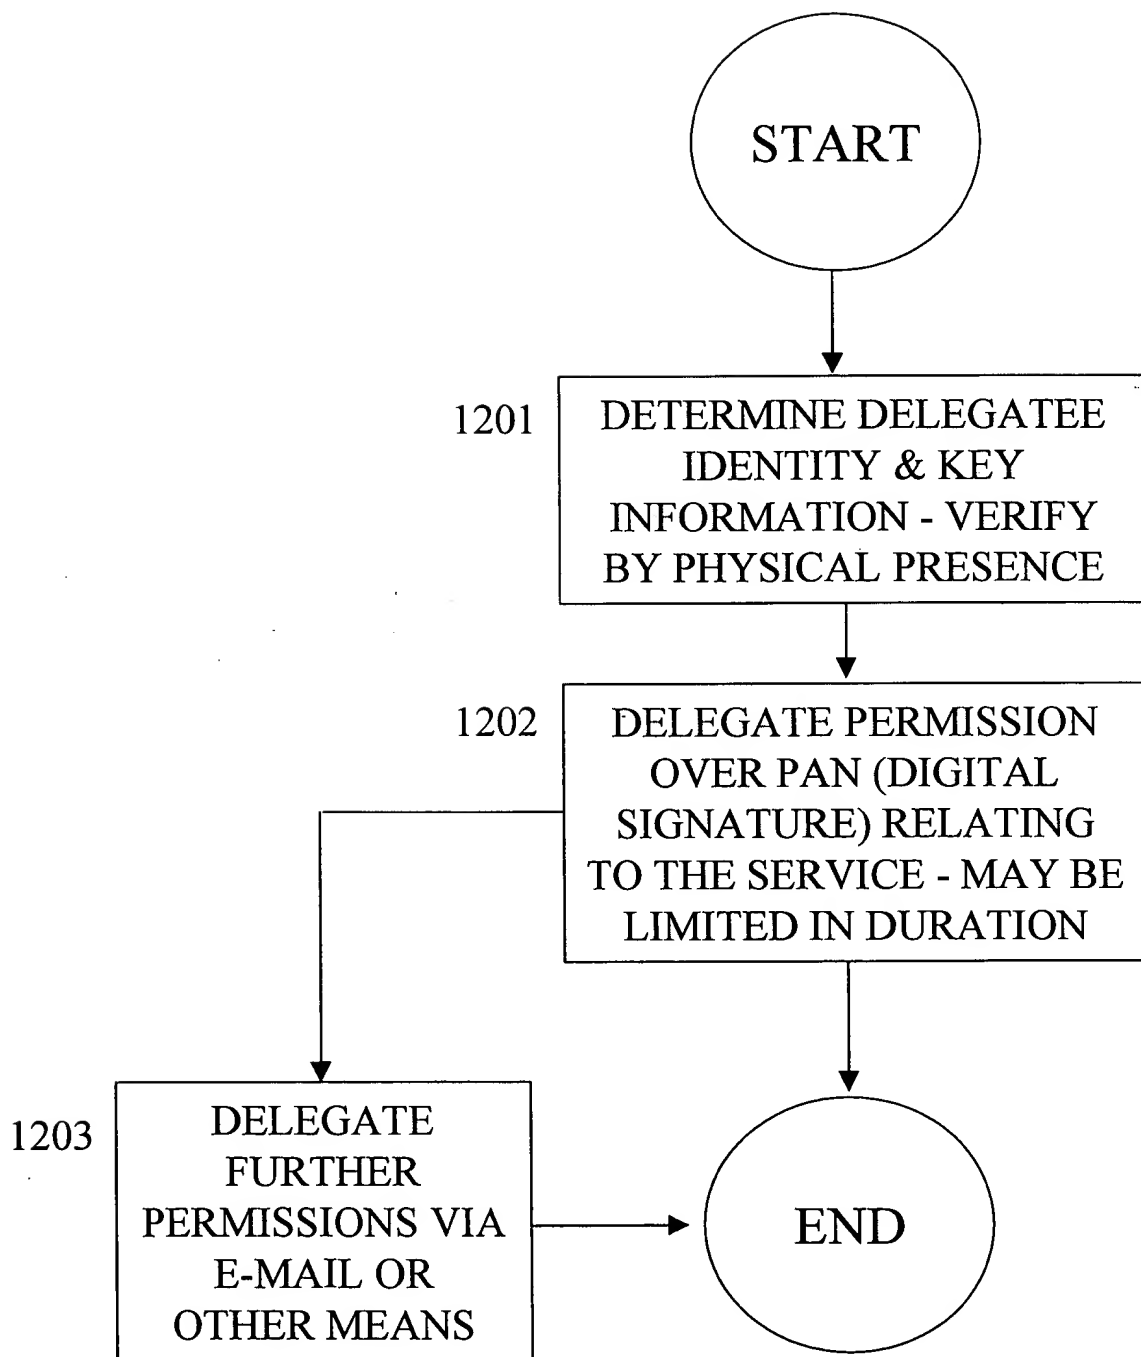 START
1201
DETERMINE DELEGATEE
IDENTITY & KEY
INFORMATION - VERIFY
BY PHYSICAL PRESENCE
1202
DELEGATE PERMISSION
OVER PAN (DIGITAL
SIGNATURE) RELATING
TO THE SERVICE - MAY BE
LIMITED IN DURATION
1203
DELEGATE
FURTHER
PERMISSIONS VIA
E-MAIL OR
OTHER MEANS
END